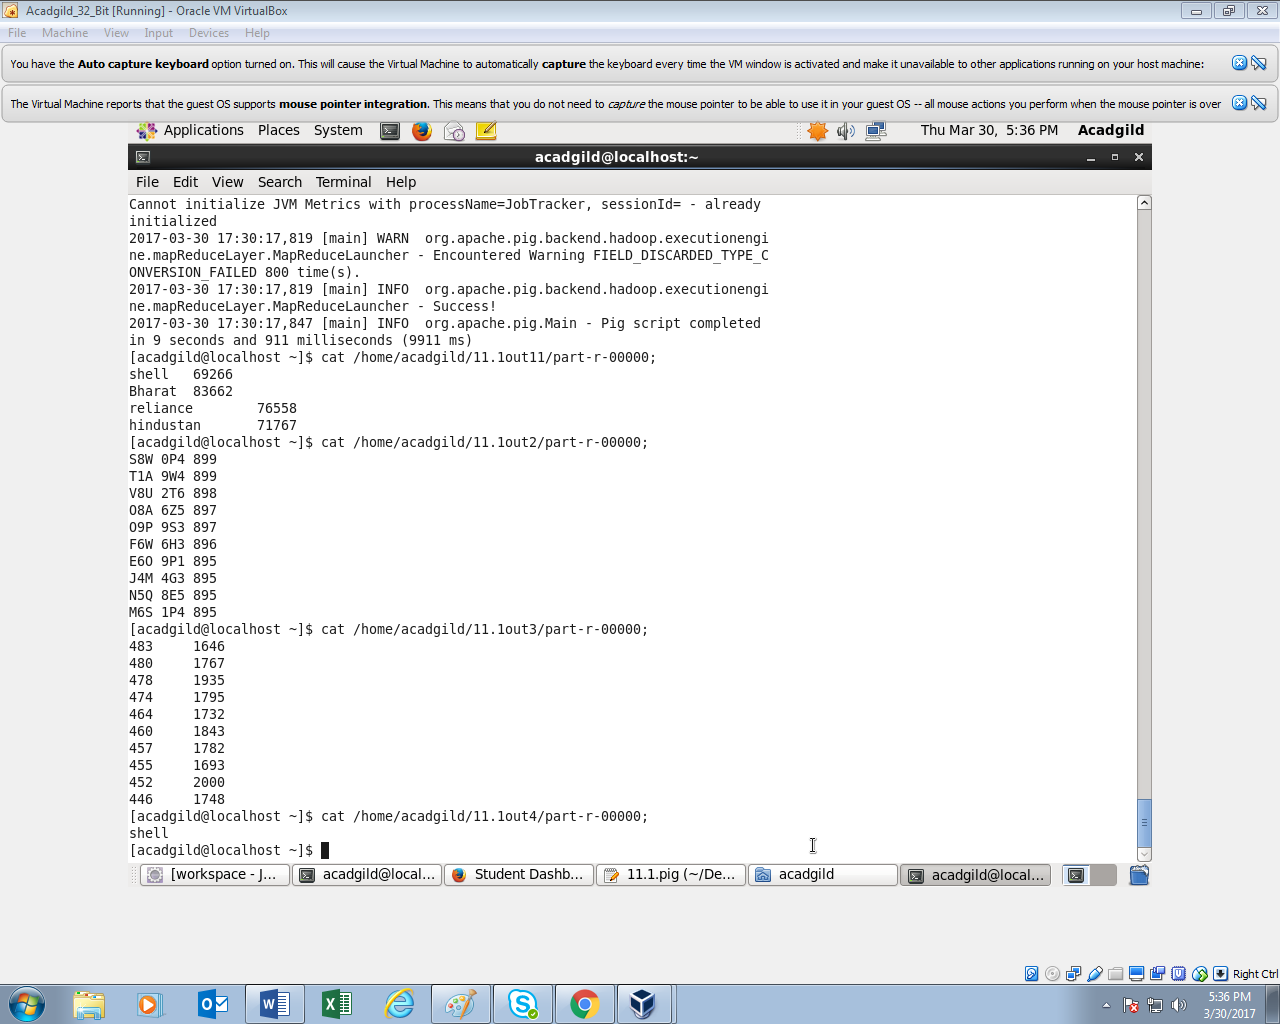 Acadgild_32_Bit [Running] - Oracle VM VirtualBox
File Machine View Input Devices Help
You have the Auto capture keyboard option turned on. This will cause the Virtual Machine to automatically capture the keyboard every time the VM window is activated and make it unavailable to other applications running on your host machine:
The Virtual Machine reports that the guest OS supports mouse pointer integration. This means that you do not need to capture the mouse pointer to be able to use it in your guest OS -- all mouse actions you perform when the mouse pointer is over
Applications Places System Thu Mar 30, 5:36 PM Acadgild
acadgild@localhost:~
File Edit View Search Terminal Help
Cannot initialize JVM Metrics with processName=JobTracker, sessionId= - already
initialized
2017-03-30 17:30:17,819 [main] WARN  org.apache.pig.backend.hadoop.executionengi
ne.mapReduceLayer.MapReduceLauncher - Encountered Warning FIELD_DISCARDED_TYPE_C
ONVERSION_FAILED 800 time(s).
2017-03-30 17:30:17,819 [main] INFO  org.apache.pig.backend.hadoop.executionengi
ne.mapReduceLayer.MapReduceLauncher - Success!
2017-03-30 17:30:17,847 [main] INFO  org.apache.pig.Main - Pig script completed
in 9 seconds and 911 milliseconds (9911 ms)
[acadgild@localhost ~]$ cat /home/acadgild/11.1out11/part-r-00000;
shell   69266
Bharat  83662
reliance        76558
hindustan       71767
[acadgild@localhost ~]$ cat /home/acadgild/11.1out2/part-r-00000;
S8W 0P4 899
T1A 9W4 899
V8U 2T6 898
O8A 6Z5 897
O9P 9S3 897
F6W 6H3 896
E6O 9P1 895
J4M 4G3 895
N5Q 8E5 895
M6S 1P4 895
[acadgild@localhost ~]$ cat /home/acadgild/11.1out3/part-r-00000;
483     1646
480     1767
478     1935
474     1795
464     1732
460     1843
457     1782
455     1693
452     2000
446     1748
[acadgild@localhost ~]$ cat /home/acadgild/11.1out4/part-r-00000;
shell
[acadgild@localhost ~]$
[workspace - J... acadgild@local... Student Dashb... 11.1.pig (~/De... acadgild acadgild@local...
Right Ctrl
5:36 PM
3/30/2017